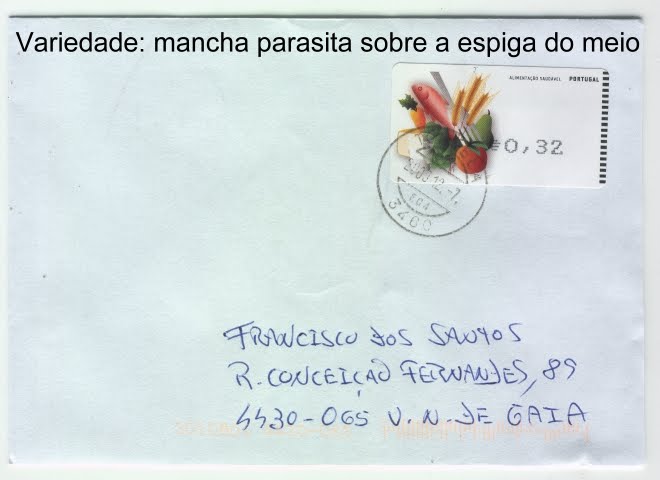 Variedade: mancha parasita sobre a espiga do meio
ALIMENTAÇÃO SAUDÁVEL PORTUGAL
0,32
3460
FRANCISCO DOS SANTOS
R. CONCEIÇÃO FERNANDES, 89
4430-065 V. N. DE GAIA